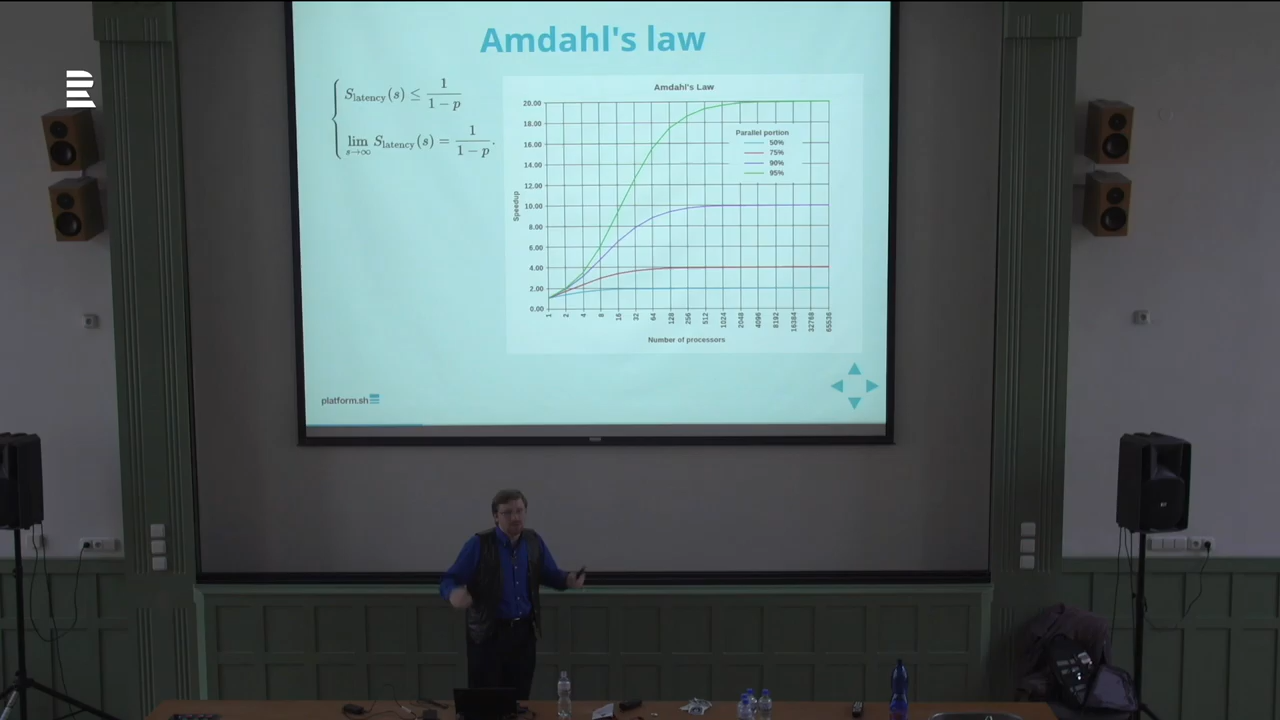 Amdahl's law
S_latency(s) ≤ 1/(1 − p)
lim s→∞ S_latency(s) = 1/(1 − p).
Amdahl's Law
20.00
18.00
16.00
14.00
12.00
10.00
8.00
6.00
4.00
2.00
0.00
Speedup
Parallel portion
50%
75%
90%
95%
1 2 4 8 16 32 64 128 256 512 1024 2048 4096 8192 16384 32768 65536
Number of processors
platform.sh